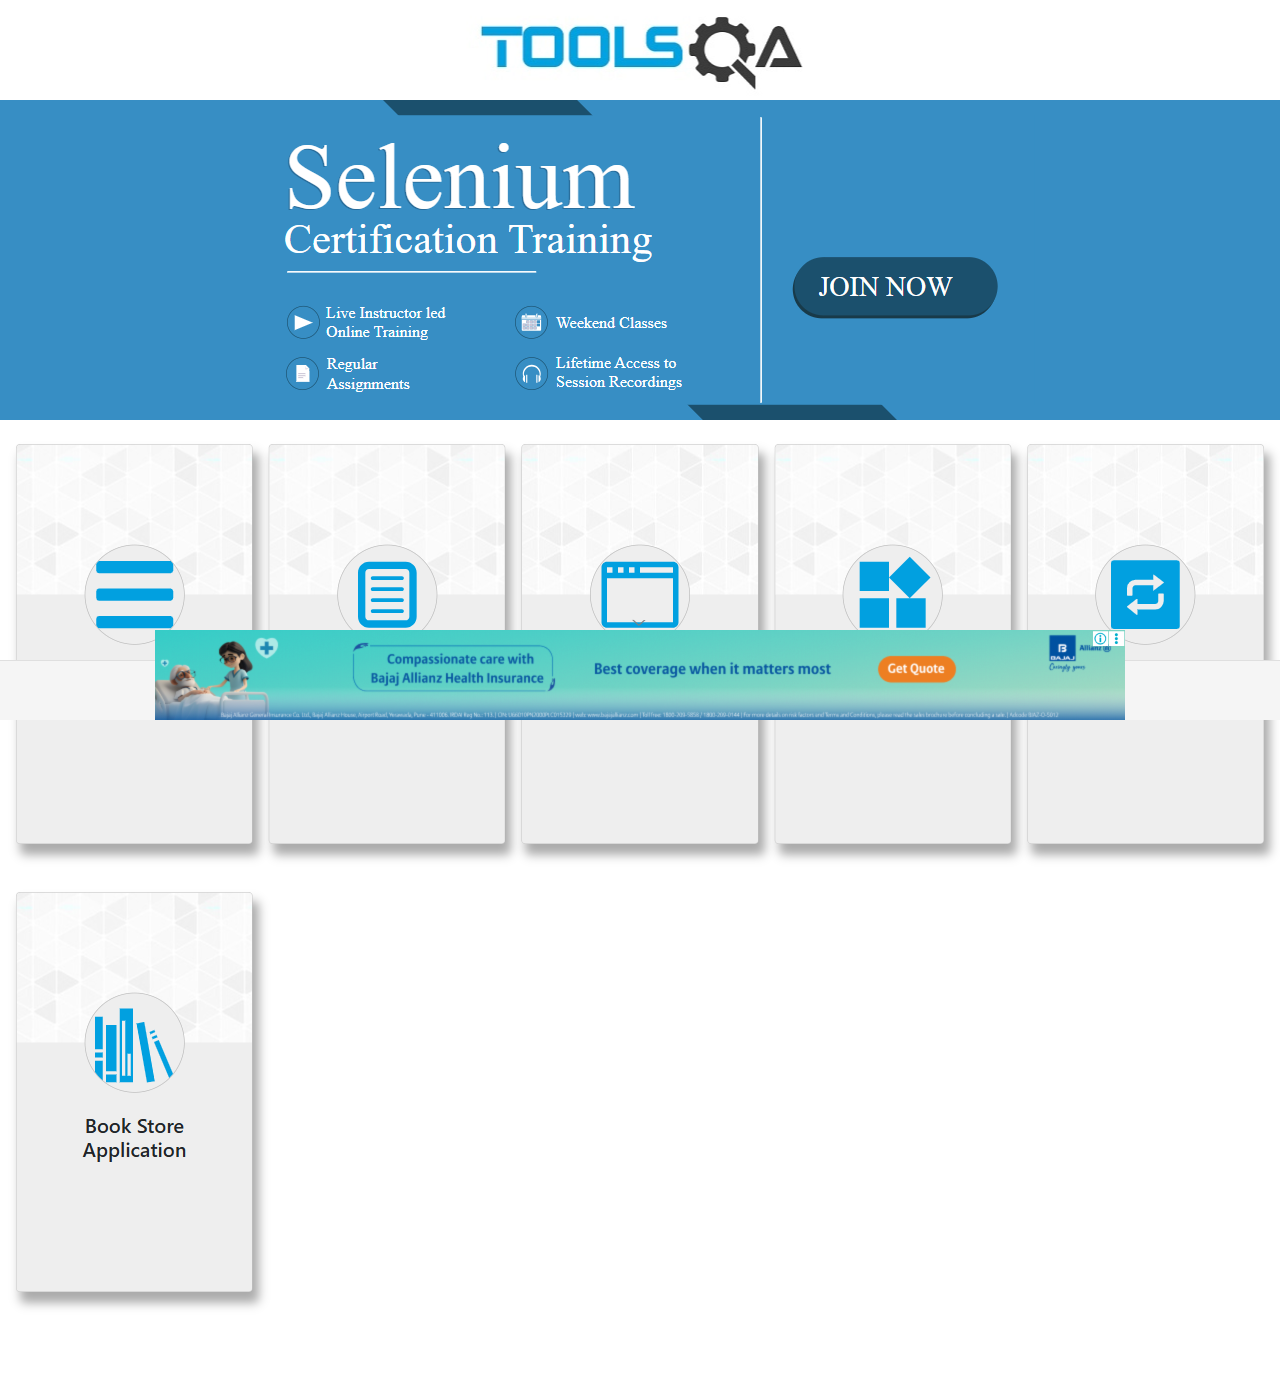 TOOLSQA
Selenium
Certification Training
Live Instructor led
Online Training
Weekend Classes
Regular
Assignments
Lifetime Access to
Session Recordings
JOIN NOW
Compassionate care with
Bajaj Allianz Health Insurance
Best coverage when it matters most
Get Quote
BAJAJ
Allianz
Caringly yours
Book Store
Application